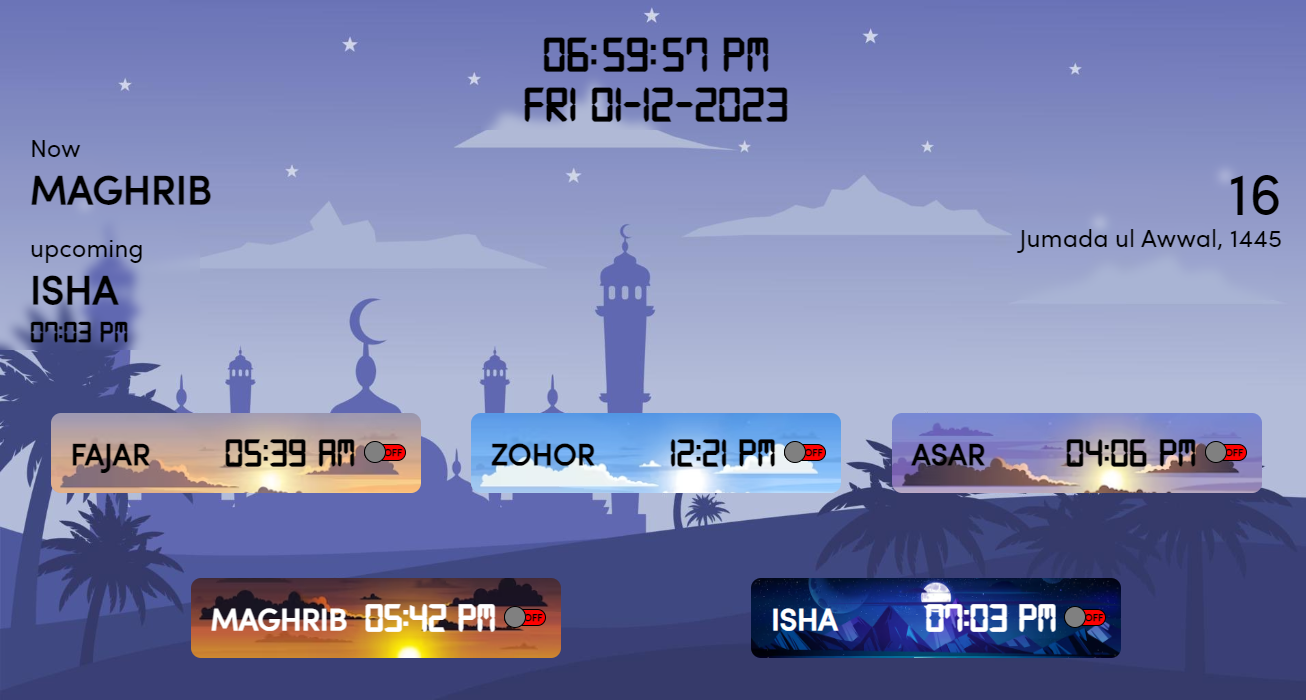 06:59:57 PM
FRI 01-12-2023
Now
MAGHRIB
upcoming
ISHA
07:03 PM
16
Jumada ul Awwal, 1445
FAJAR 05:39 AM OFF
ZOHOR 12:21 PM OFF
ASAR 04:06 PM OFF
MAGHRIB 05:42 PM OFF
ISHA 07:03 PM OFF